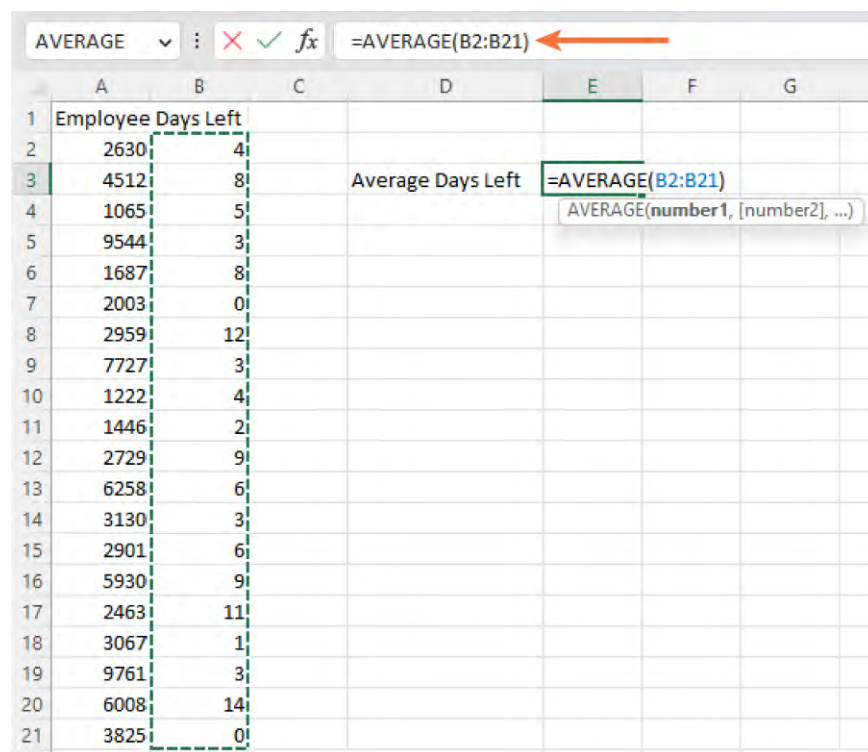 AVERAGE fx =AVERAGE(B2:B21)
A B C D E F G
1 Employee Days Left
2 2630 4
3 4512 8 Average Days Left =AVERAGE(B2:B21)
4 1065 5 AVERAGE(number1, [number2], ...)
5 9544 3
6 1687 8
7 2003 0
8 2959 12
9 7727 3
10 1222 4
11 1446 2
12 2729 9
13 6258 6
14 3130 3
15 2901 6
16 5930 9
17 2463 11
18 3067 1
19 9761 3
20 6008 14
21 3825 0